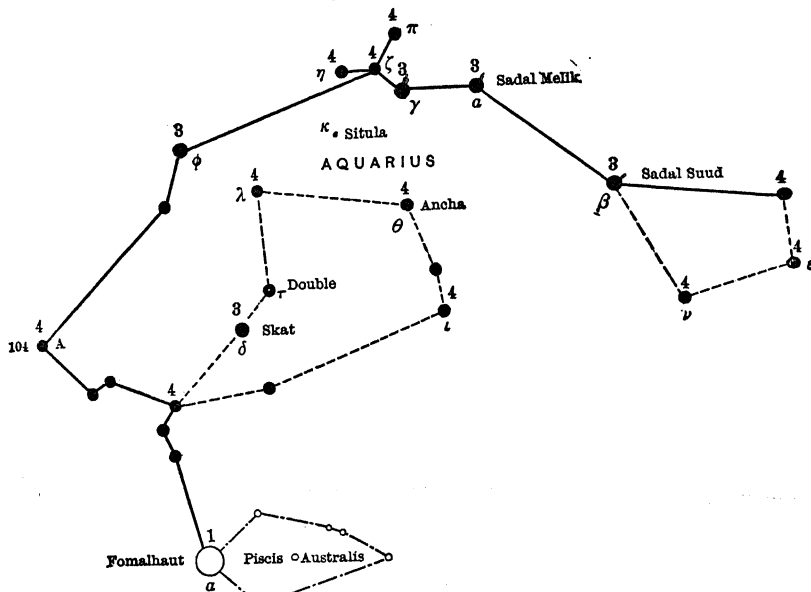 4
π
4
4
ζ
η
3
γ
3
Sadal Melik
a
3
φ
κ
Situla
AQUARIUS
4
λ
4
Ancha
θ
3
Sadal Suud
β
4
4
ε
4
ν
Double
τ
3
Skat
δ
4
ι
4
104
A
4
1
Fomalhaut
a
Piscis Australis